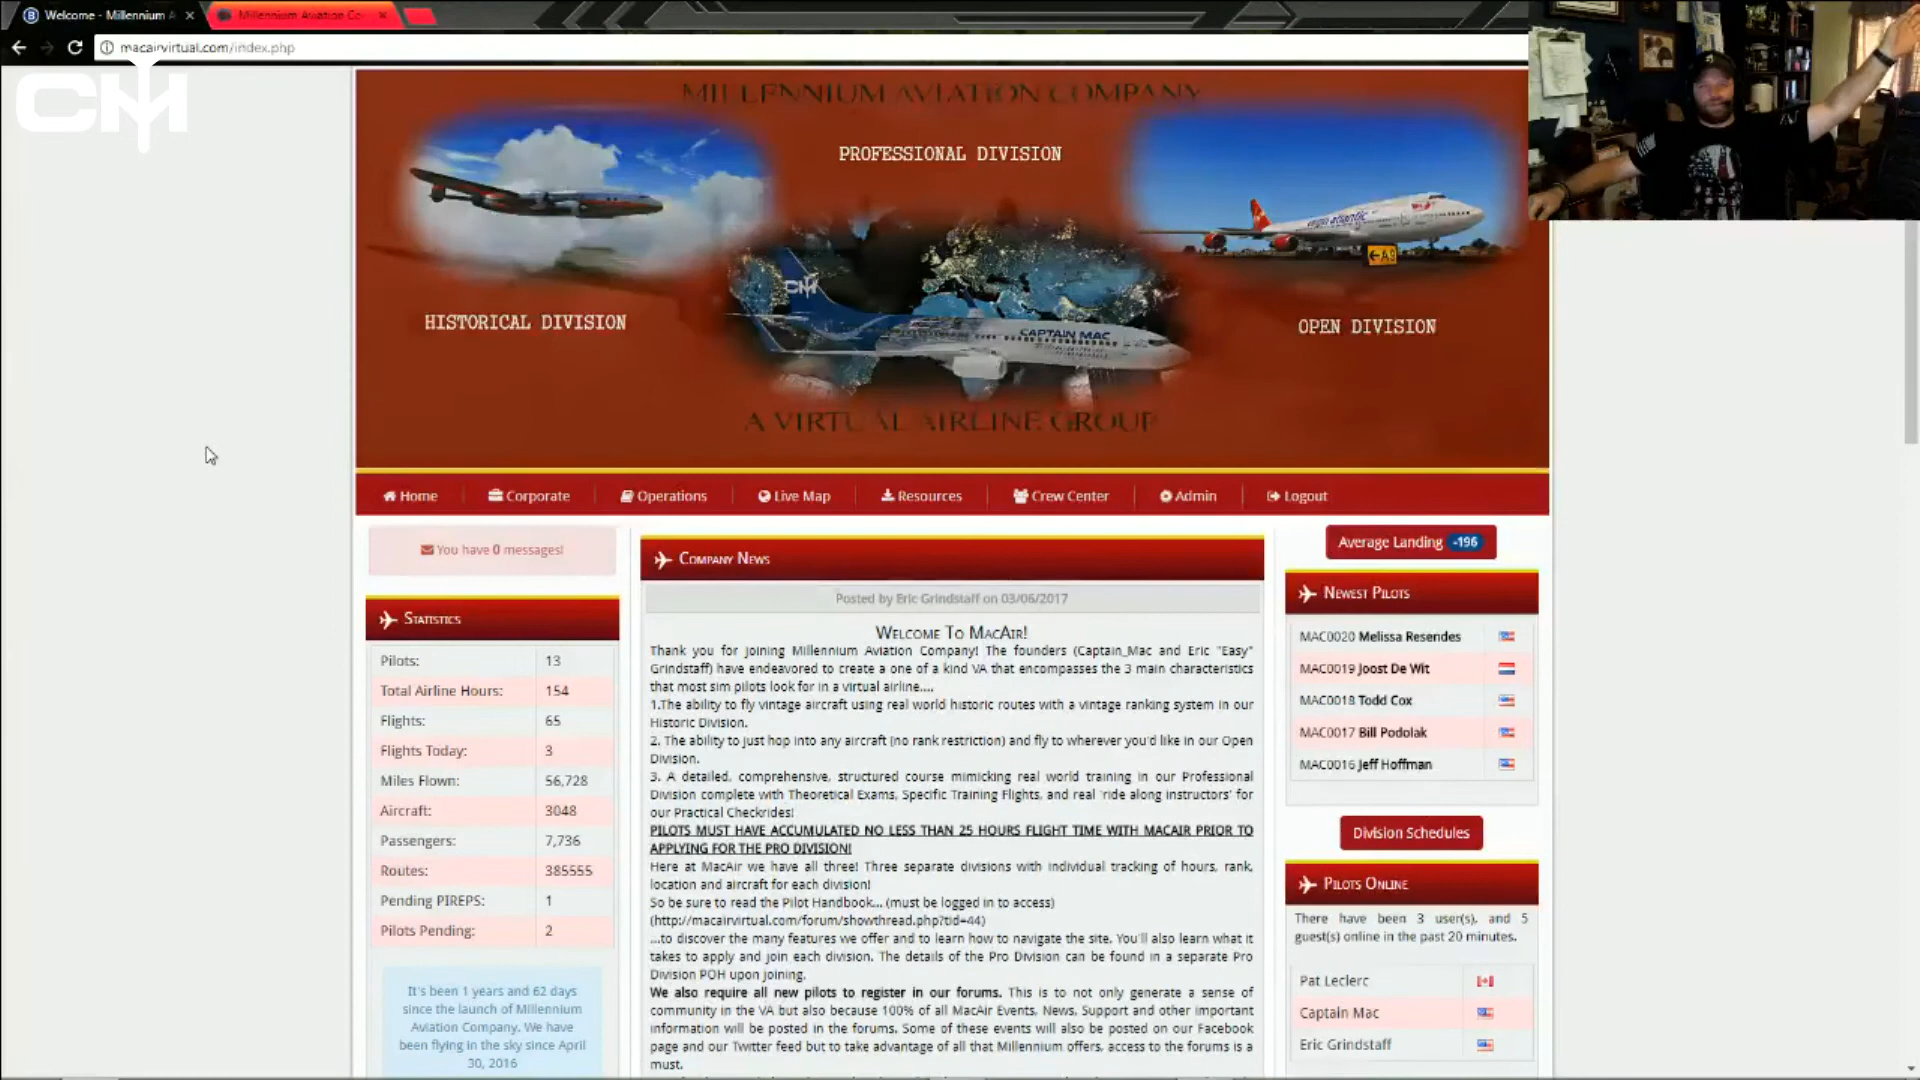 Welcome - Millennium A
Millennium Aviation Co
macairvirtual.com/index.php
CM
MILLENNIUM AVIATION COMPANY
PROFESSIONAL DIVISION
HISTORICAL DIVISION
OPEN DIVISION
virgin atlantic
A9
CM
CAPTAIN MAC
A VIRTUAL AIRLINE GROUP
Home
Corporate
Operations
Live Map
Resources
Crew Center
Admin
Logout
You have 0 messages!
Statistics
Pilots: 13
Total Airline Hours: 154
Flights: 65
Flights Today: 3
Miles Flown: 56,728
Aircraft: 3048
Passengers: 7,736
Routes: 385555
Pending PIREPS: 1
Pilots Pending: 2
It's been 1 years and 62 days
since the launch of Millennium
Aviation Company. We have
been flying in the sky since April
30, 2016
Company News
Posted by Eric Grindstaff on 03/06/2017
Welcome To MacAir!
Thank you for joining Millennium Aviation Company! The founders (Captain_Mac and Eric "Easy"
Grindstaff) have endeavored to create a one of a kind VA that encompasses the 3 main characteristics
that most sim pilots look for in a virtual airline....
1.The ability to fly vintage aircraft using real world historic routes with a vintage ranking system in our
Historic Division.
2. The ability to just hop into any aircraft (no rank restriction) and fly to wherever you'd like in our Open
Division.
3. A detailed, comprehensive, structured course mimicking real world training in our Professional
Division complete with Theoretical Exams, Specific Training Flights, and real 'ride along instructors' for
our Practical Checkrides!
PILOTS MUST HAVE ACCUMULATED NO LESS THAN 25 HOURS FLIGHT TIME WITH MACAIR PRIOR TO
APPLYING FOR THE PRO DIVISION!
Here at MacAir we have all three! Three separate divisions with individual tracking of hours, rank,
location and aircraft for each division!
So be sure to read the Pilot Handbook... (must be logged in to access)
(http://macairvirtual.com/forum/showthread.php?tid=44)
...to discover the many features we offer and to learn how to navigate the site. You'll also learn what it
takes to apply and join each division. The details of the Pro Division can be found in a separate Pro
Division POH upon joining.
We also require all new pilots to register in our forums. This is to not only generate a sense of
community in the VA but also because 100% of all MacAir Events, News, Support and other important
information will be posted in the forums. Some of these events will also be posted on our Facebook
page and our Twitter feed but to take advantage of all that Millennium offers, access to the forums is a
must.
Average Landing -196
Newest Pilots
MAC0020 Melissa Resendes
MAC0019 Joost De Wit
MAC0018 Todd Cox
MAC0017 Bill Podolak
MAC0016 Jeff Hoffman
Division Schedules
Pilots Online
There have been 3 user(s), and 5
guest(s) online in the past 20 minutes.
Pat Leclerc
Captain Mac
Eric Grindstaff